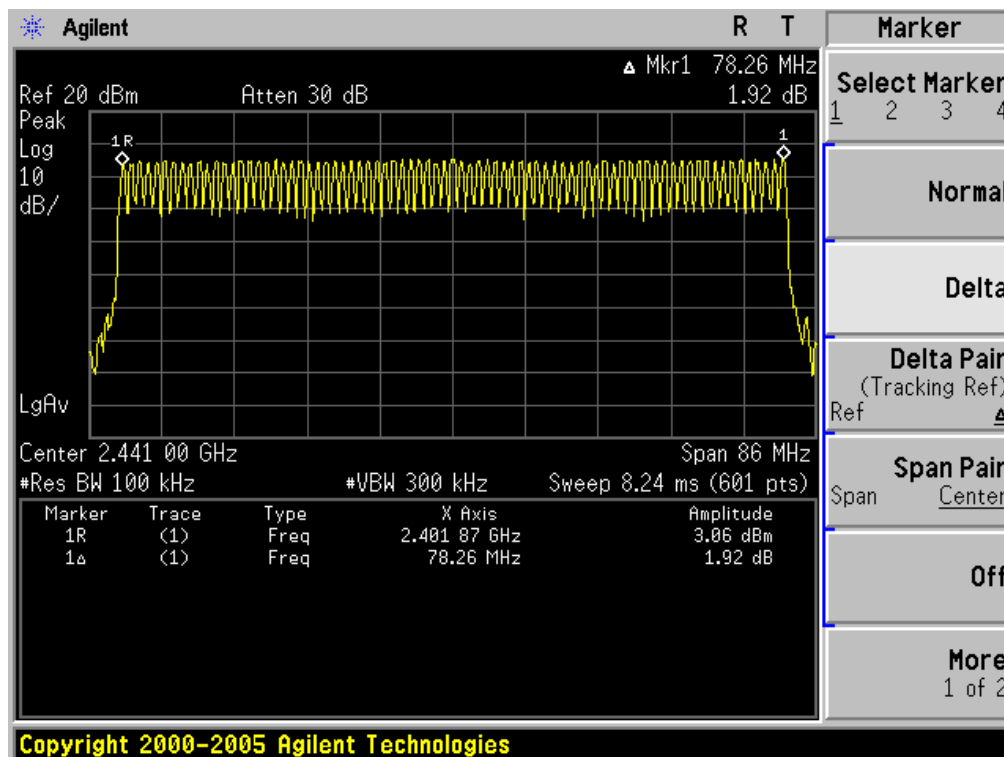 Agilent R T
Δ Mkr1 78.26 MHz
Ref 20 dBm Atten 30 dB 1.92 dB
Peak
Log
10
dB/
1R
1
LgAv
Center 2.441 00 GHz Span 86 MHz
#Res BW 100 kHz #VBW 300 kHz Sweep 8.24 ms (601 pts)
Marker Trace Type X Axis Amplitude
1R (1) Freq 2.401 87 GHz 3.06 dBm
1Δ (1) Freq 78.26 MHz 1.92 dB
Marker
Select Marker
1 2 3 4
Normal
Delta
Delta Pair
(Tracking Ref)
Ref Δ
Span Pair
Span Center
Off
More
1 of 2
Copyright 2000-2005 Agilent Technologies